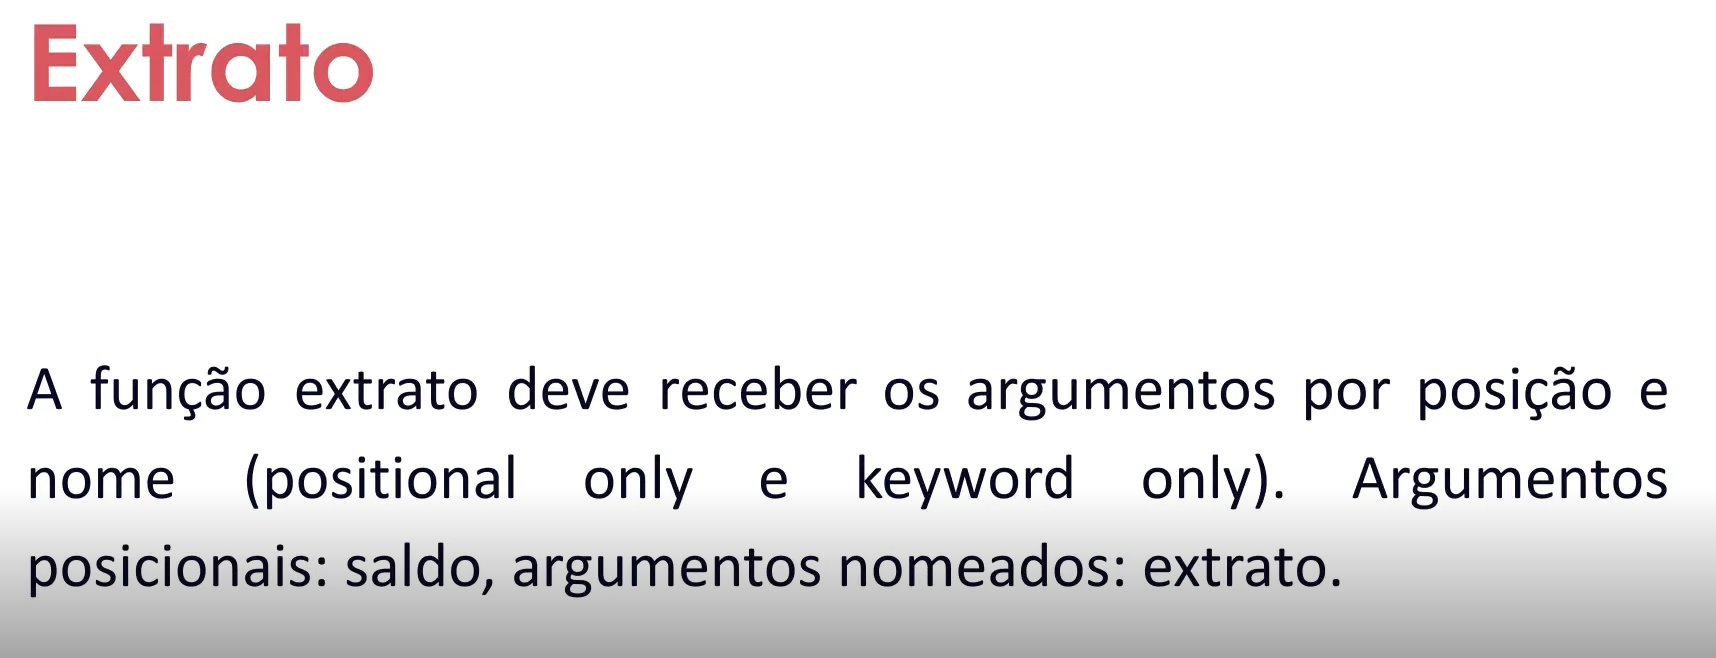 Extrato
A função extrato deve receber os argumentos por posição e
nome (positional only e keyword only). Argumentos
posicionais: saldo, argumentos nomeados: extrato.